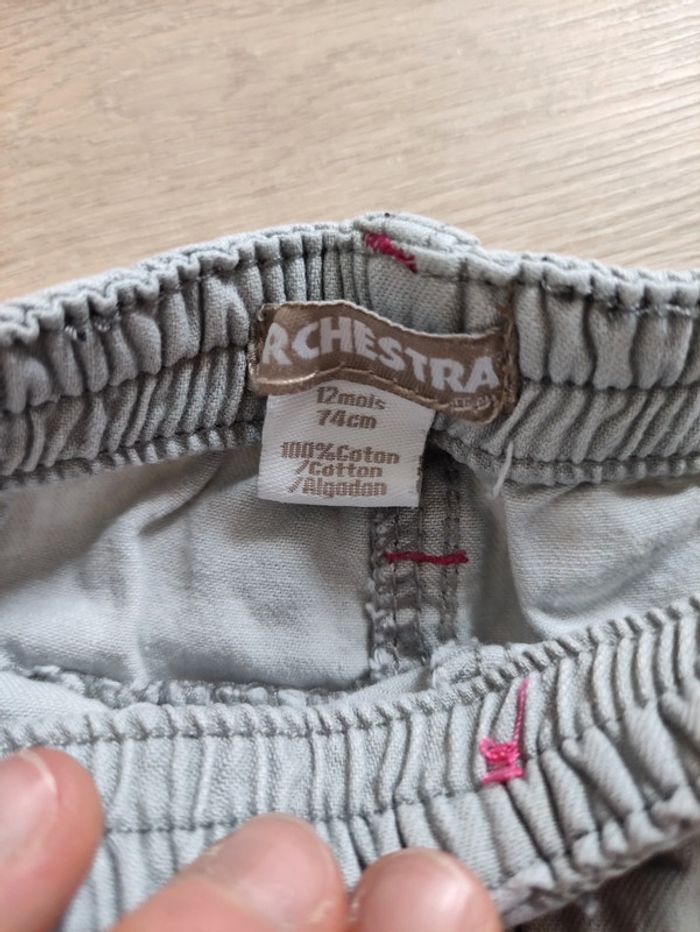 RCHESTRA
12mois
74cm
100%Coton
/Cotton
/Algodon